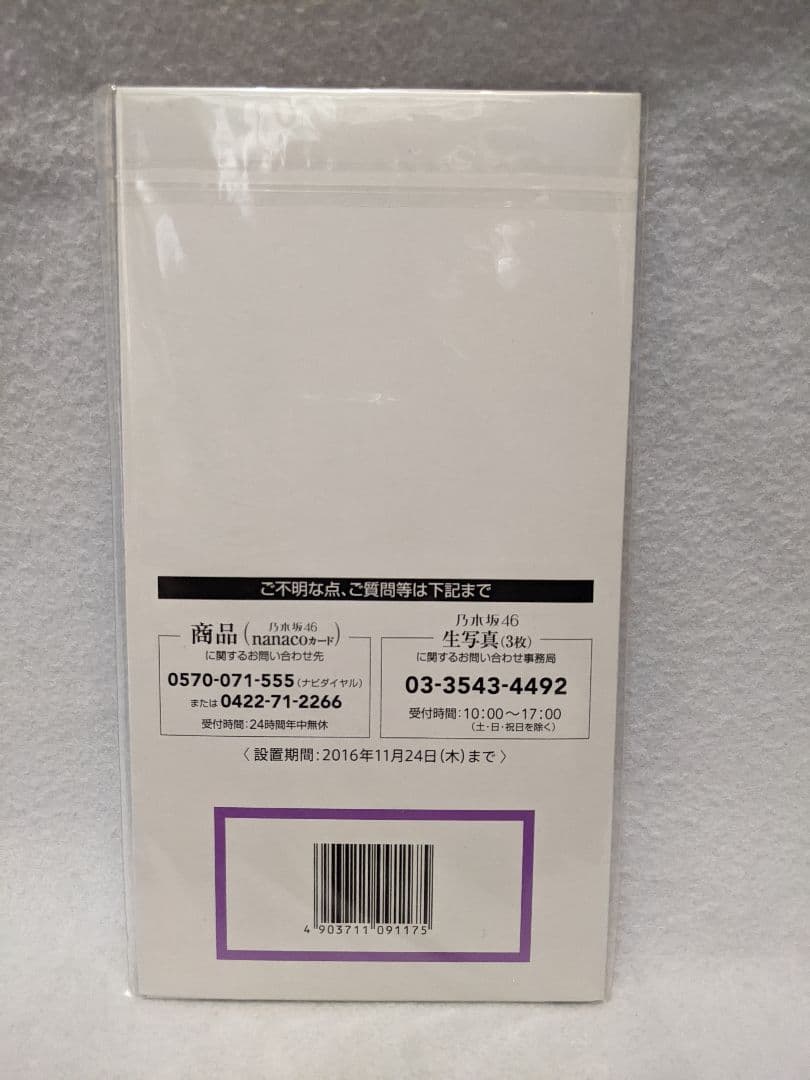 ご不明な点、ご質問等は下記まで
商品(乃木坂46 nanacoカード)
に関するお問い合わせ先
0570-071-555(ナビダイヤル)
または0422-71-2266
受付時間:24時間年中無休
乃木坂46
生写真(3枚)
に関するお問い合わせ事務局
03-3543-4492
受付時間:10:00〜17:00
(土・日・祝日を除く)
〈設置期間:2016年11月24日(木)まで〉
4 903711 091175